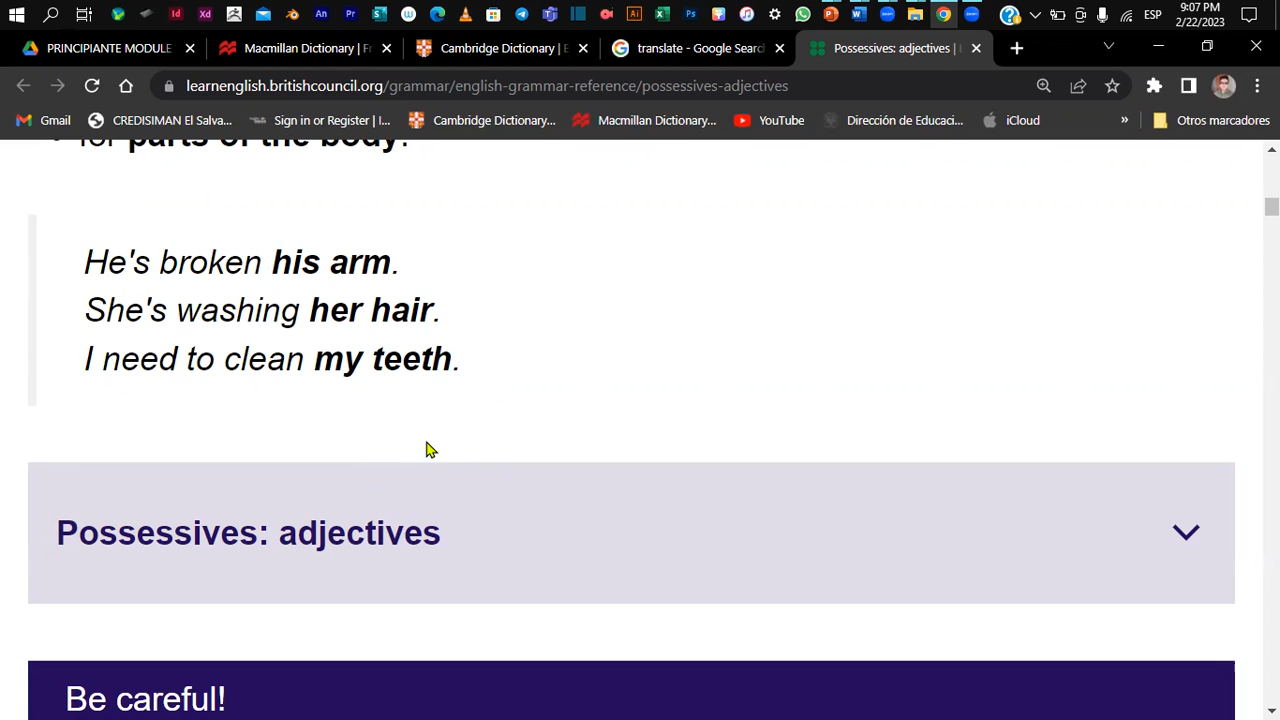 9:07 PM
ESP
2/22/2023
PRINCIPIANTE MODULE
Macmillan Dictionary | Fr
Cambridge Dictionary | E
translate - Google Searc
Possessives: adjectives |
learnenglish.britishcouncil.org/grammar/english-grammar-reference/possessives-adjectives
Gmail
CREDISIMAN El Salva...
Sign in or Register | I...
Cambridge Dictionary...
Macmillan Dictionary...
YouTube
Dirección de Educaci...
iCloud
»
Otros marcadores
for parts of the body:
He's broken his arm.
She's washing her hair.
I need to clean my teeth.
Possessives: adjectives
Be careful!